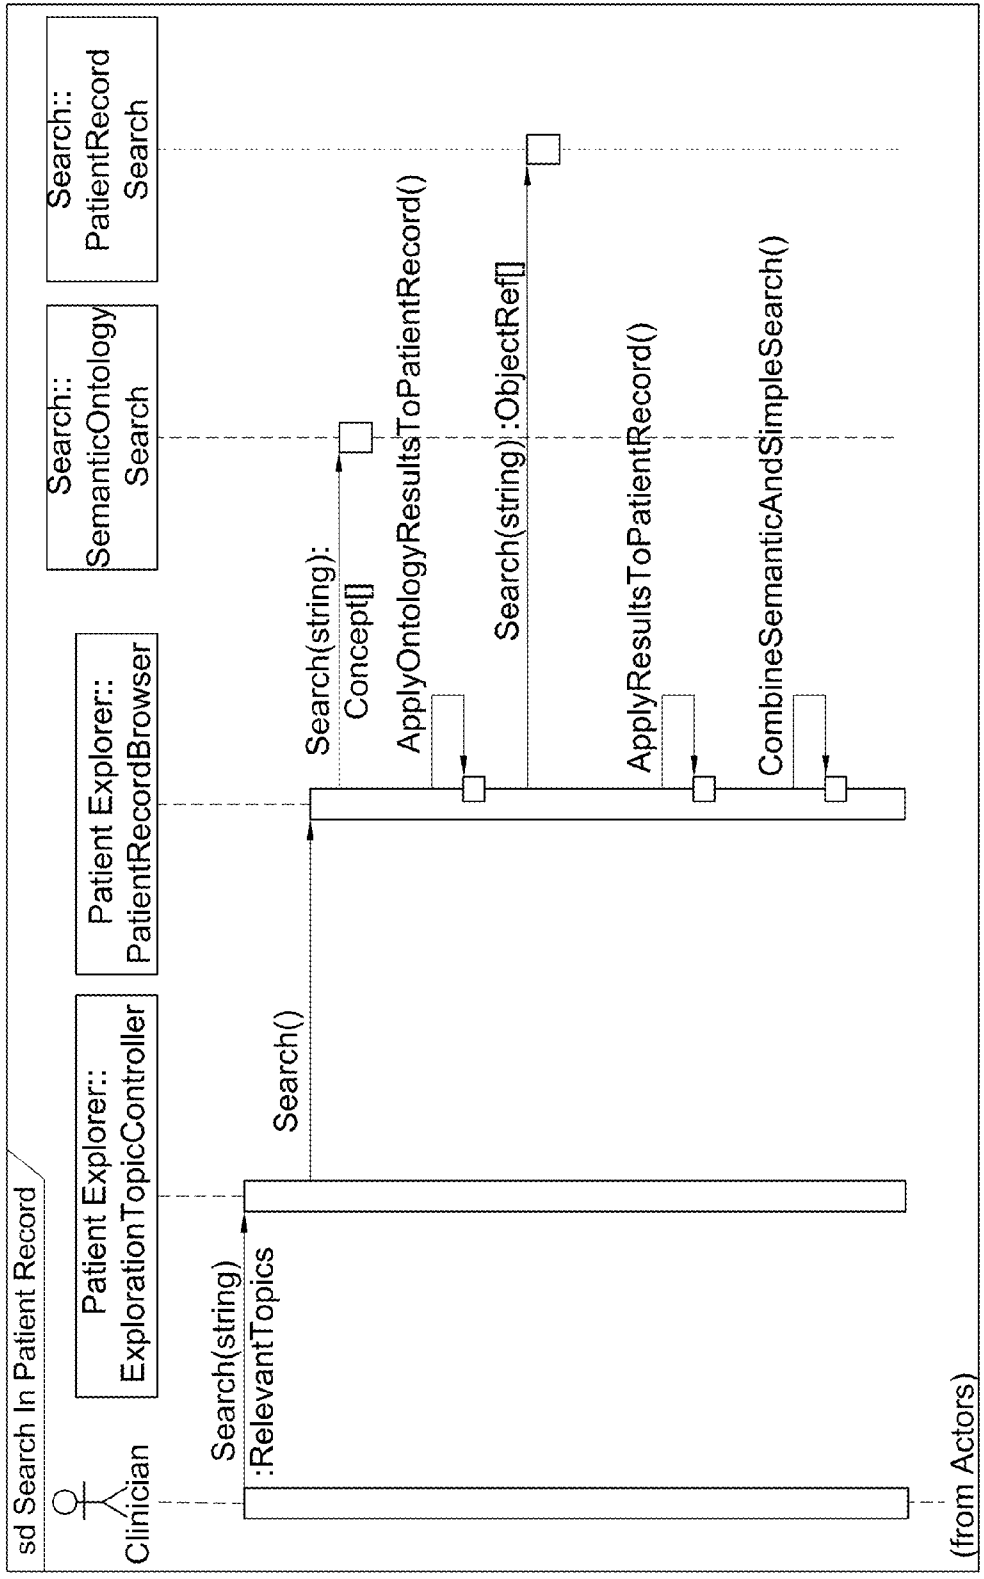 sd Search In Patient Record
Clinician
Patient Explorer::
ExplorationTopicController
Patient Explorer::
PatientRecordBrowser
Search::
SemanticOntology
Search
Search::
PatientRecord
Search
Search(string)
:RelevantTopics
Search()
Search(string):
Concept[]
ApplyOntologyResultsToPatientRecord()
Search(string) :ObjectRef[]
ApplyResultsToPatientRecord()
CombineSemanticAndSimpleSearch()
(from Actors)